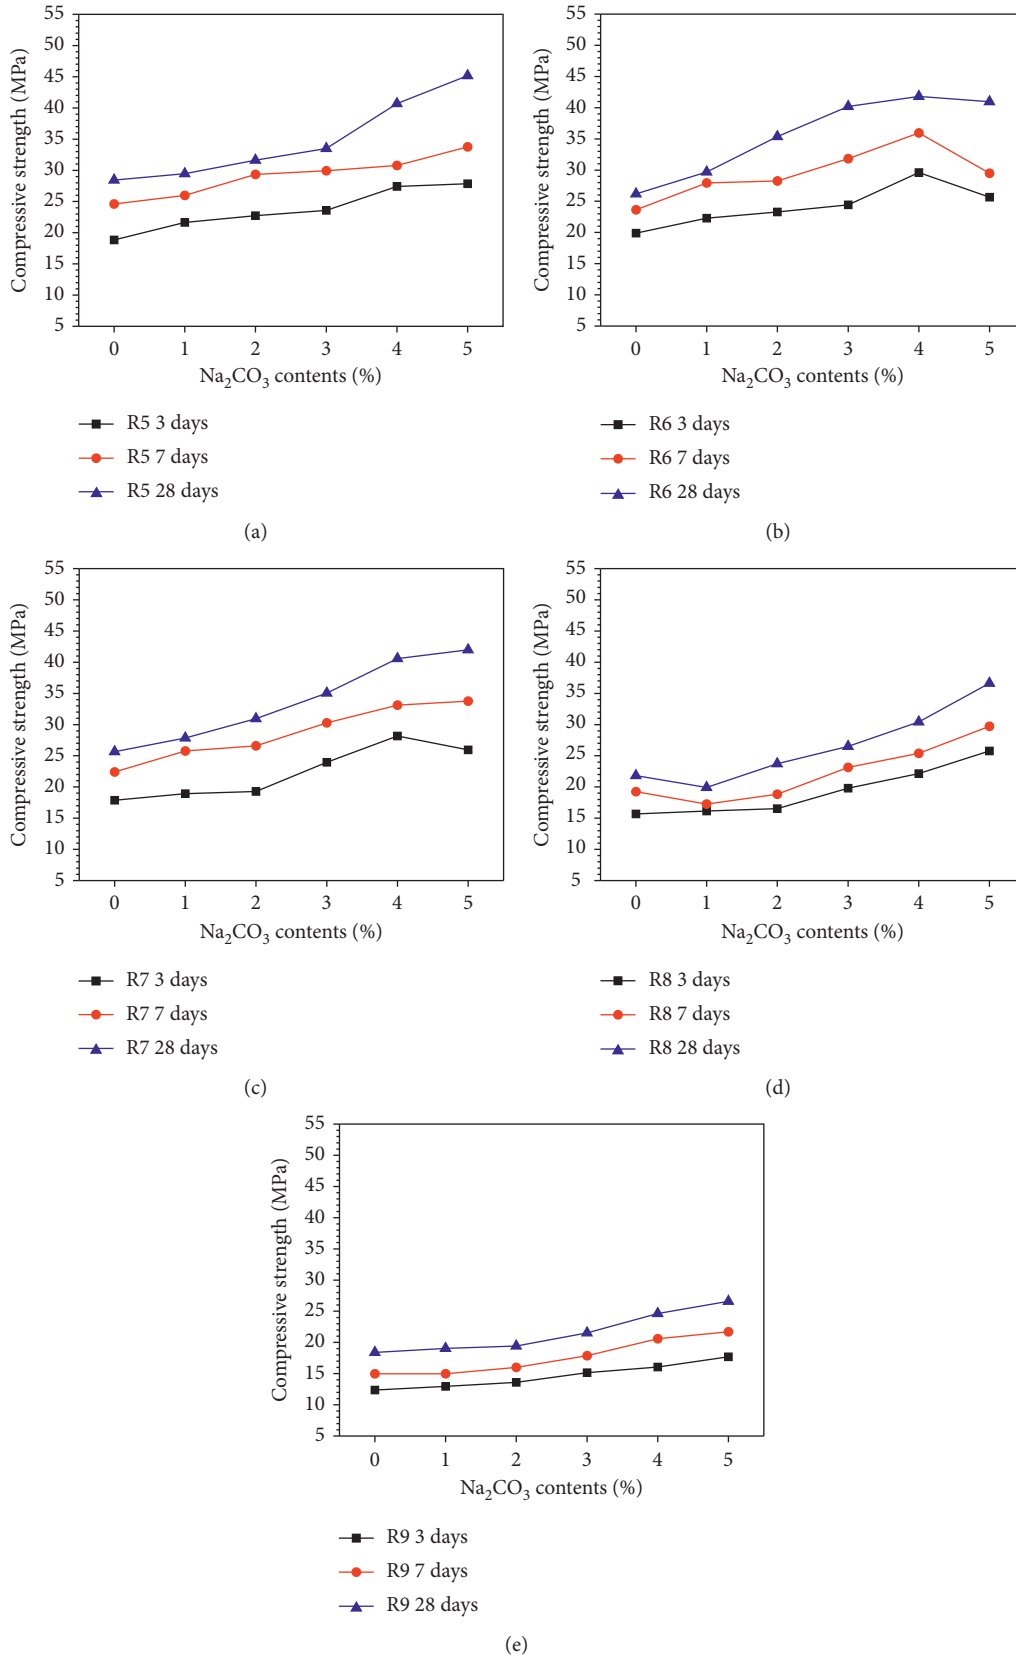 55
50
45
40
35
30
25
20
15
10
5
Compressive strength (MPa)
0 1 2 3 4 5
Na₂CO₃ contents (%)
R5 3 days
R5 7 days
R5 28 days
(a)
55
50
45
40
35
30
25
20
15
10
5
Compressive strength (MPa)
0 1 2 3 4 5
Na₂CO₃ contents (%)
R6 3 days
R6 7 days
R6 28 days
(b)
55
50
45
40
35
30
25
20
15
10
5
Compressive strength (MPa)
0 1 2 3 4 5
Na₂CO₃ contents (%)
R7 3 days
R7 7 days
R7 28 days
(c)
55
50
45
40
35
30
25
20
15
10
5
Compressive strength (MPa)
0 1 2 3 4 5
Na₂CO₃ contents (%)
R8 3 days
R8 7 days
R8 28 days
(d)
55
50
45
40
35
30
25
20
15
10
5
Compressive strength (MPa)
0 1 2 3 4 5
Na₂CO₃ contents (%)
R9 3 days
R9 7 days
R9 28 days
(e)